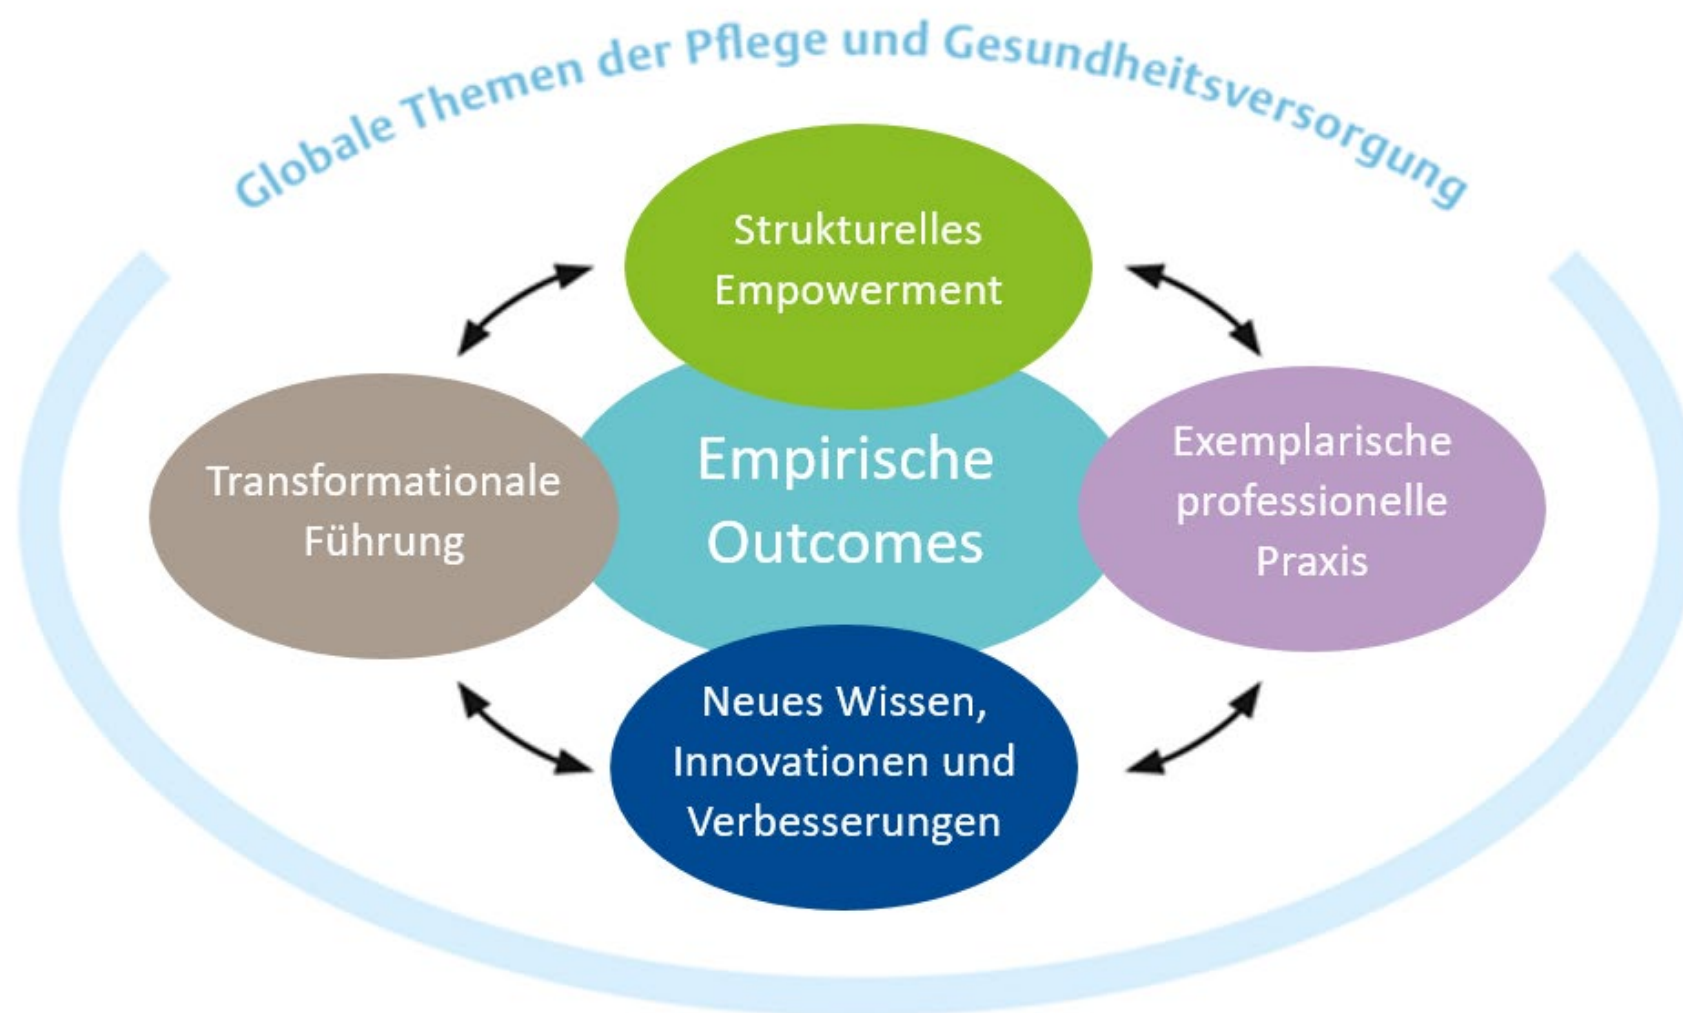 Globale Themen der Pflege und Gesundheitsversorgung
Strukturelles
Empowerment
Transformationale
Führung
Empirische
Outcomes
Exemplarische
professionelle
Praxis
Neues Wissen,
Innovationen und
Verbesserungen